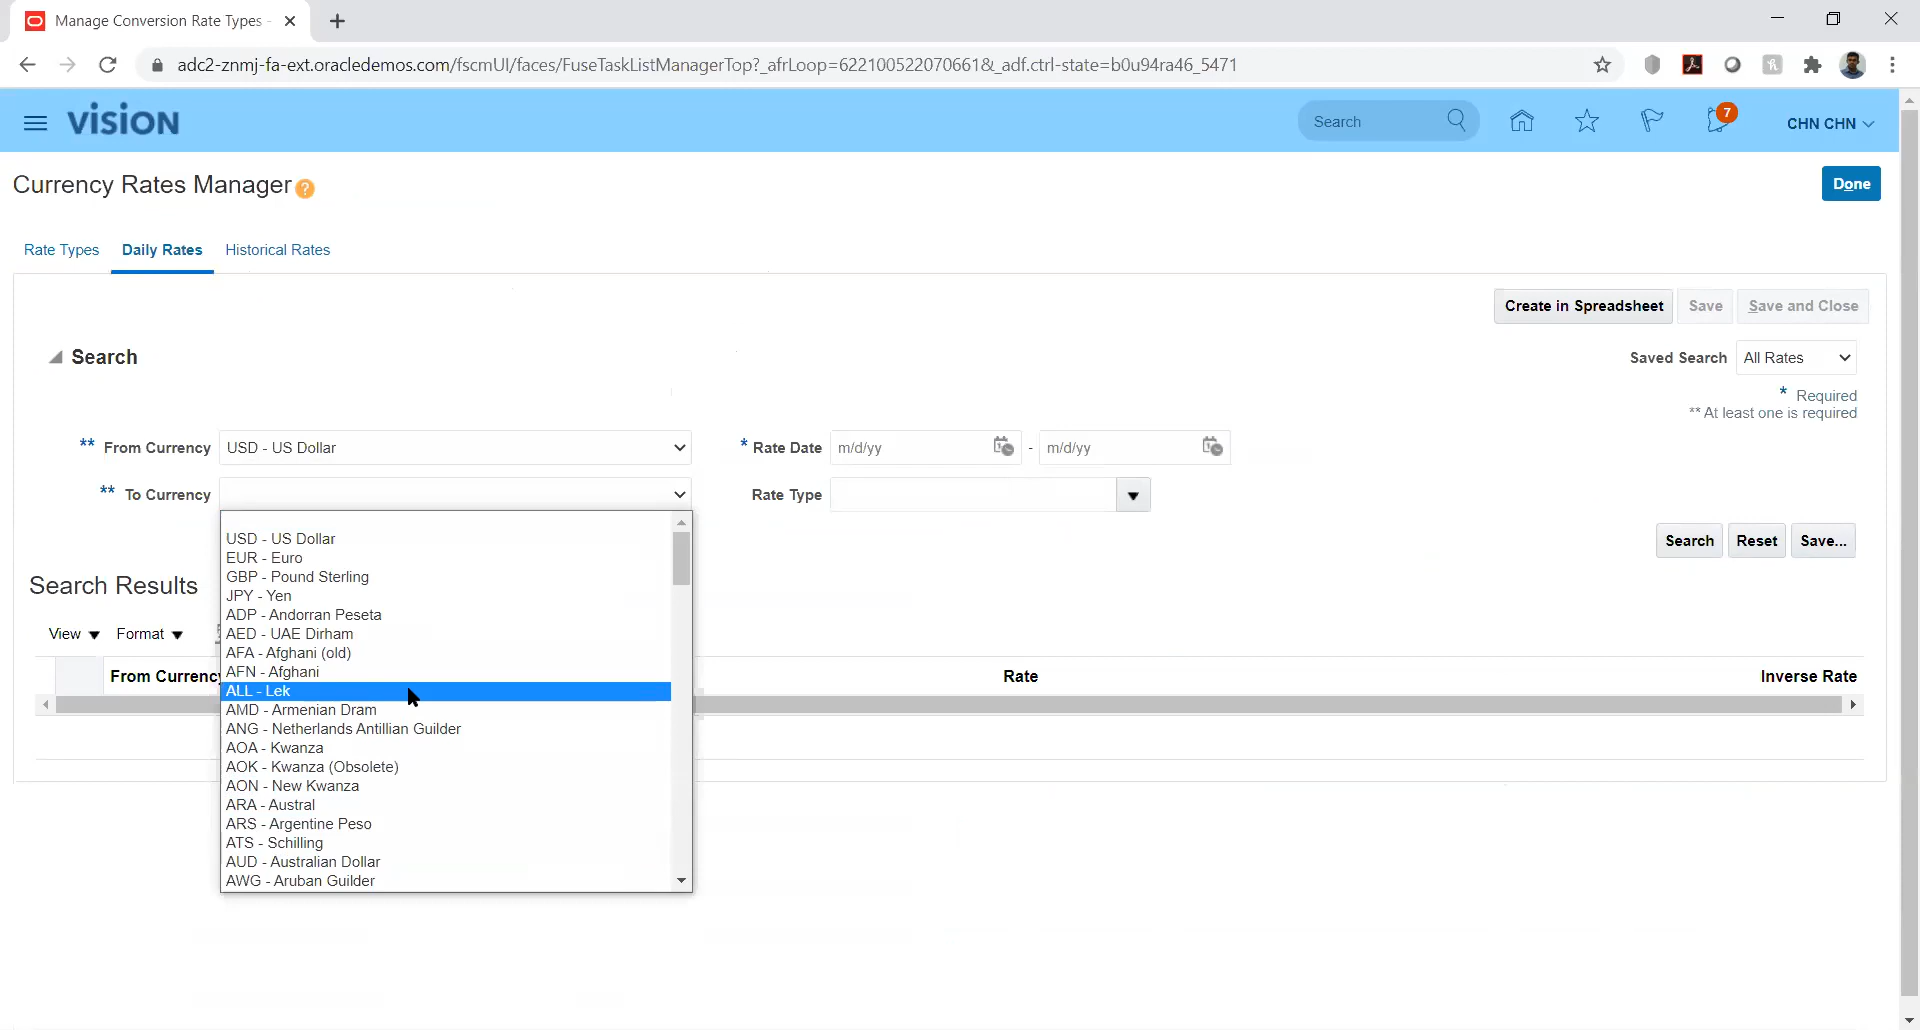 Manage Conversion Rate Types -
adc2-znmj-fa-ext.oracledemos.com/fscmUI/faces/FuseTaskListManagerTop?_afrLoop=622100522070661&_adf.ctrl-state=b0u94ra46_5471
vision
Search
7
CHN CHN
Currency Rates Manager
?
Done
Rate Types
Daily Rates
Historical Rates
Create in Spreadsheet
Save
Save and Close
Search
Saved Search
All Rates
* Required
** At least one is required
** From Currency
USD - US Dollar
* Rate Date
m/d/yy
-
m/d/yy
** To Currency
Rate Type
Search
Reset
Save...
USD - US Dollar
EUR - Euro
GBP - Pound Sterling
JPY - Yen
ADP - Andorran Peseta
AED - UAE Dirham
AFA - Afghani (old)
AFN - Afghani
ALL - Lek
AMD - Armenian Dram
ANG - Netherlands Antillian Guilder
AOA - Kwanza
AOK - Kwanza (Obsolete)
AON - New Kwanza
ARA - Austral
ARS - Argentine Peso
ATS - Schilling
AUD - Australian Dollar
AWG - Aruban Guilder
Search Results
View
Format
From Currency
Rate
Inverse Rate